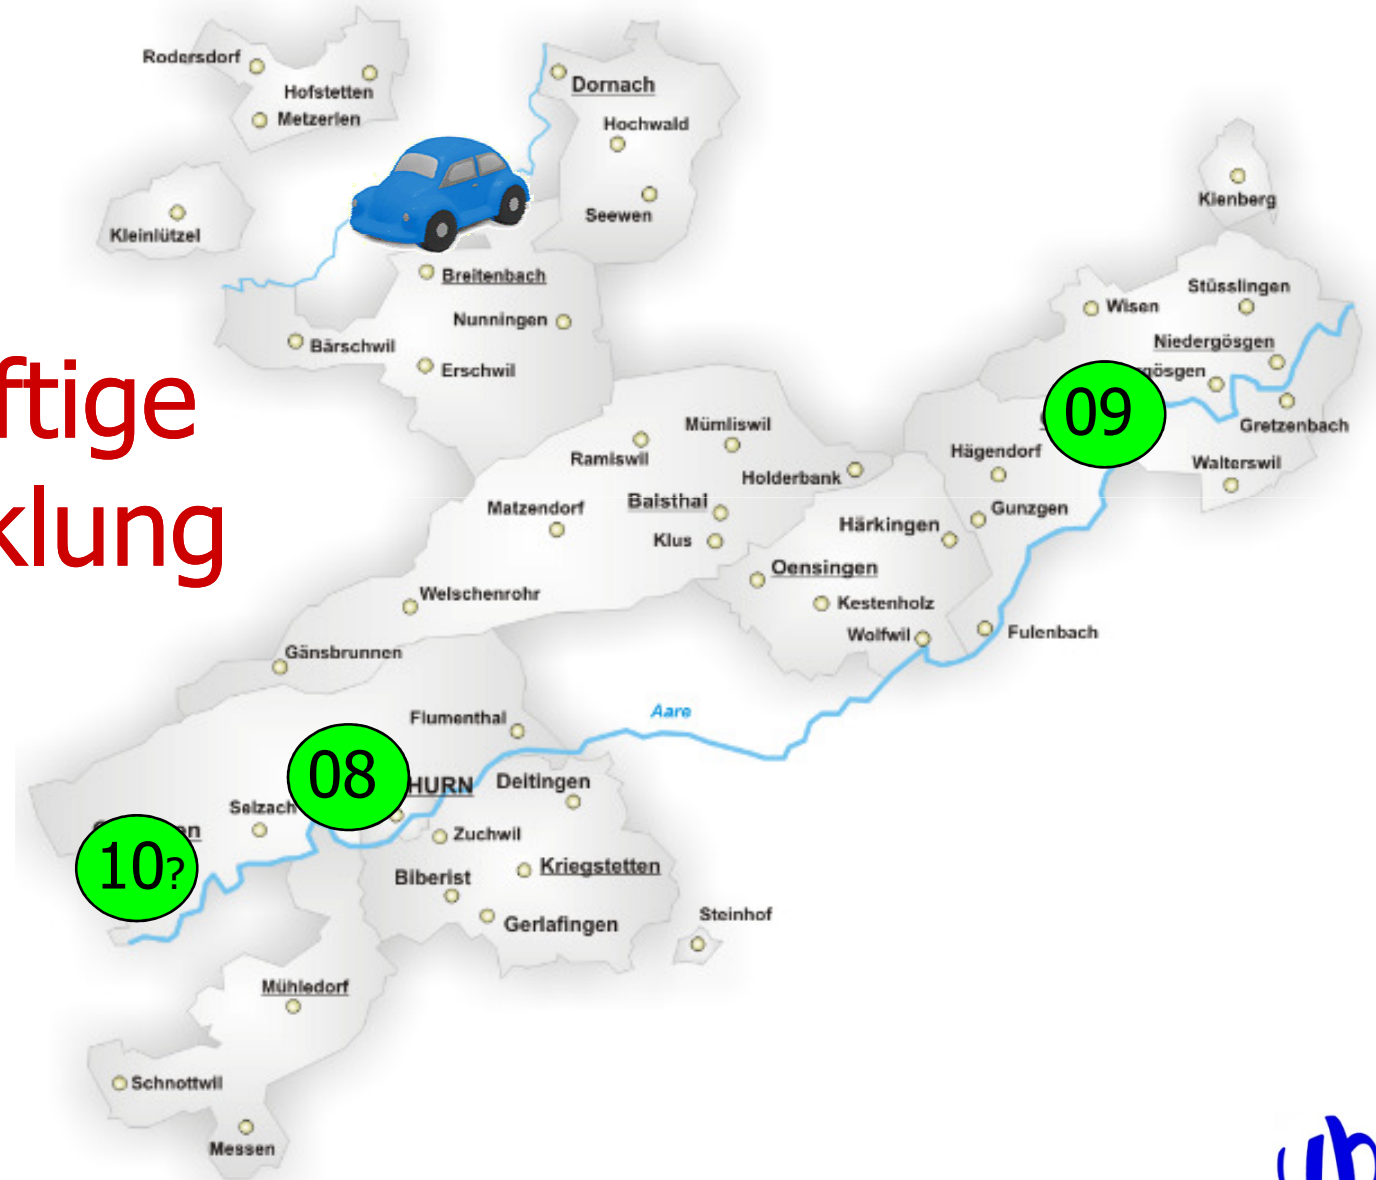 Rodersdorf
Hofstetten
Metzerlen
Dornach
Hochwald
Seewen
Kleinlützel
Kienberg
Breitenbach
Nunningen
Bärschwil
Erschwil
Wisen
Stüsslingen
Niedergösgen
gösgen
09
Gretzenbach
Walterswil
ftige
klung
Mümliswil
Ramiswil
Holderbank
Hägendorf
Matzendorf
Balsthal
Klus
Gunzgen
Härkingen
Oensingen
Kestenholz
Wolfwil
Fulenbach
Welschenrohr
Gänsbrunnen
Flumenthal
Aare
08
HURN
Deitingen
Selzach
Zuchwil
en
10?
Biberist
Kriegstetten
Gerlafingen
Steinhof
Mühledorf
Schnottwil
Messen